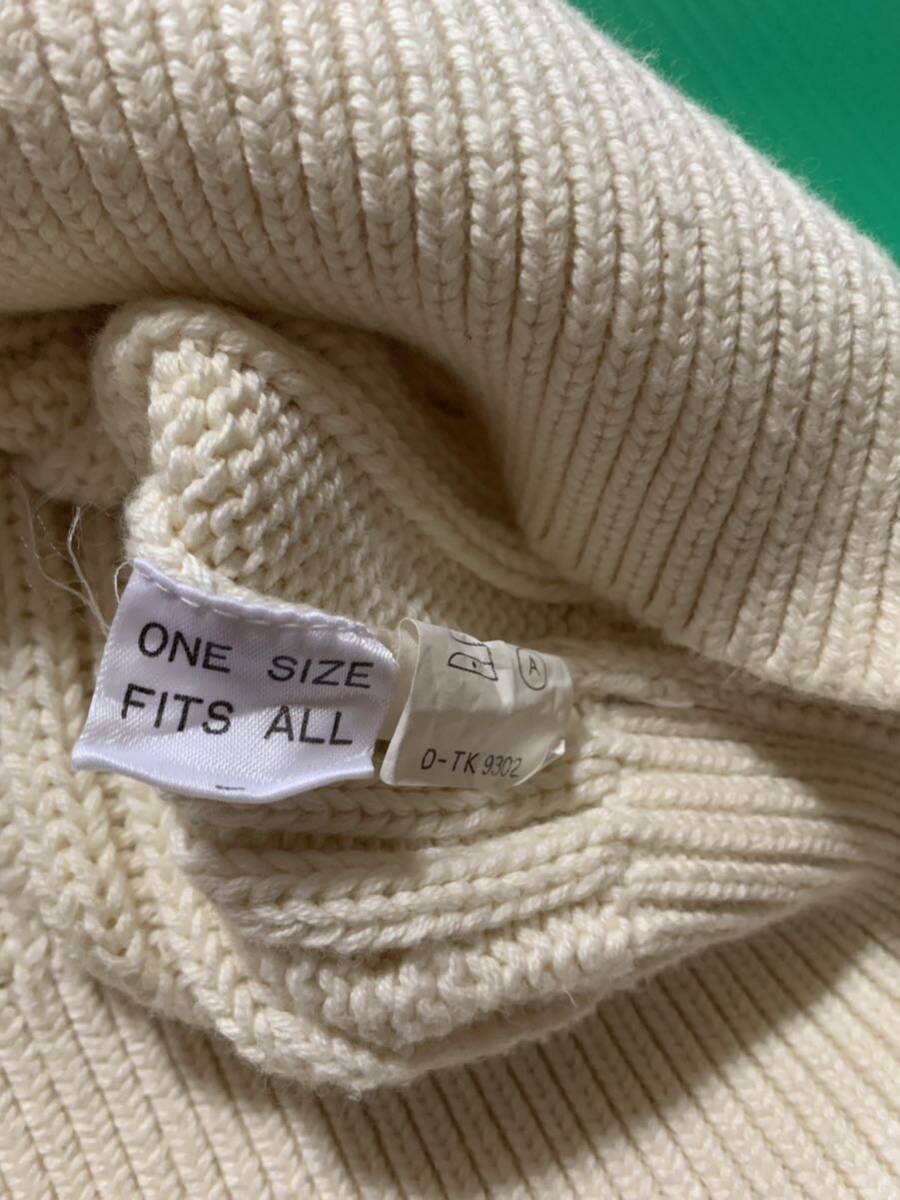 ONE SIZE
FITS ALL
A
D-TK 9302